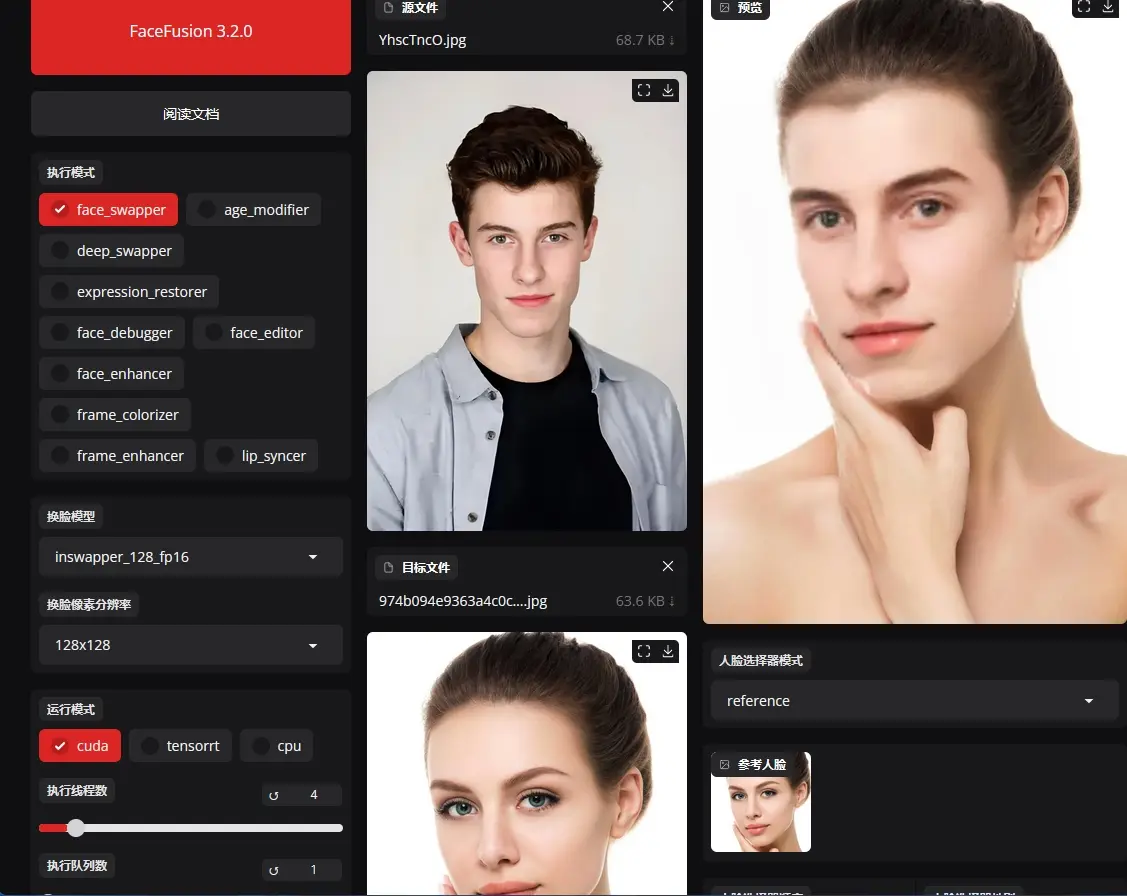 FaceFusion 3.2.0
阅读文档
执行模式
face_swapper
age_modifier
deep_swapper
expression_restorer
face_debugger
face_editor
face_enhancer
frame_colorizer
frame_enhancer
lip_syncer
换脸模型
inswapper_128_fp16
换脸像素分辨率
128x128
运行模式
cuda
tensorrt
cpu
执行线程数
↺ 4
执行队列数
↺ 1
源文件
YhscTncO.jpg
68.7 KB ↓
目标文件
974b094e9363a4c0c....jpg
63.6 KB ↓
预览
人脸选择器模式
reference
参考人脸